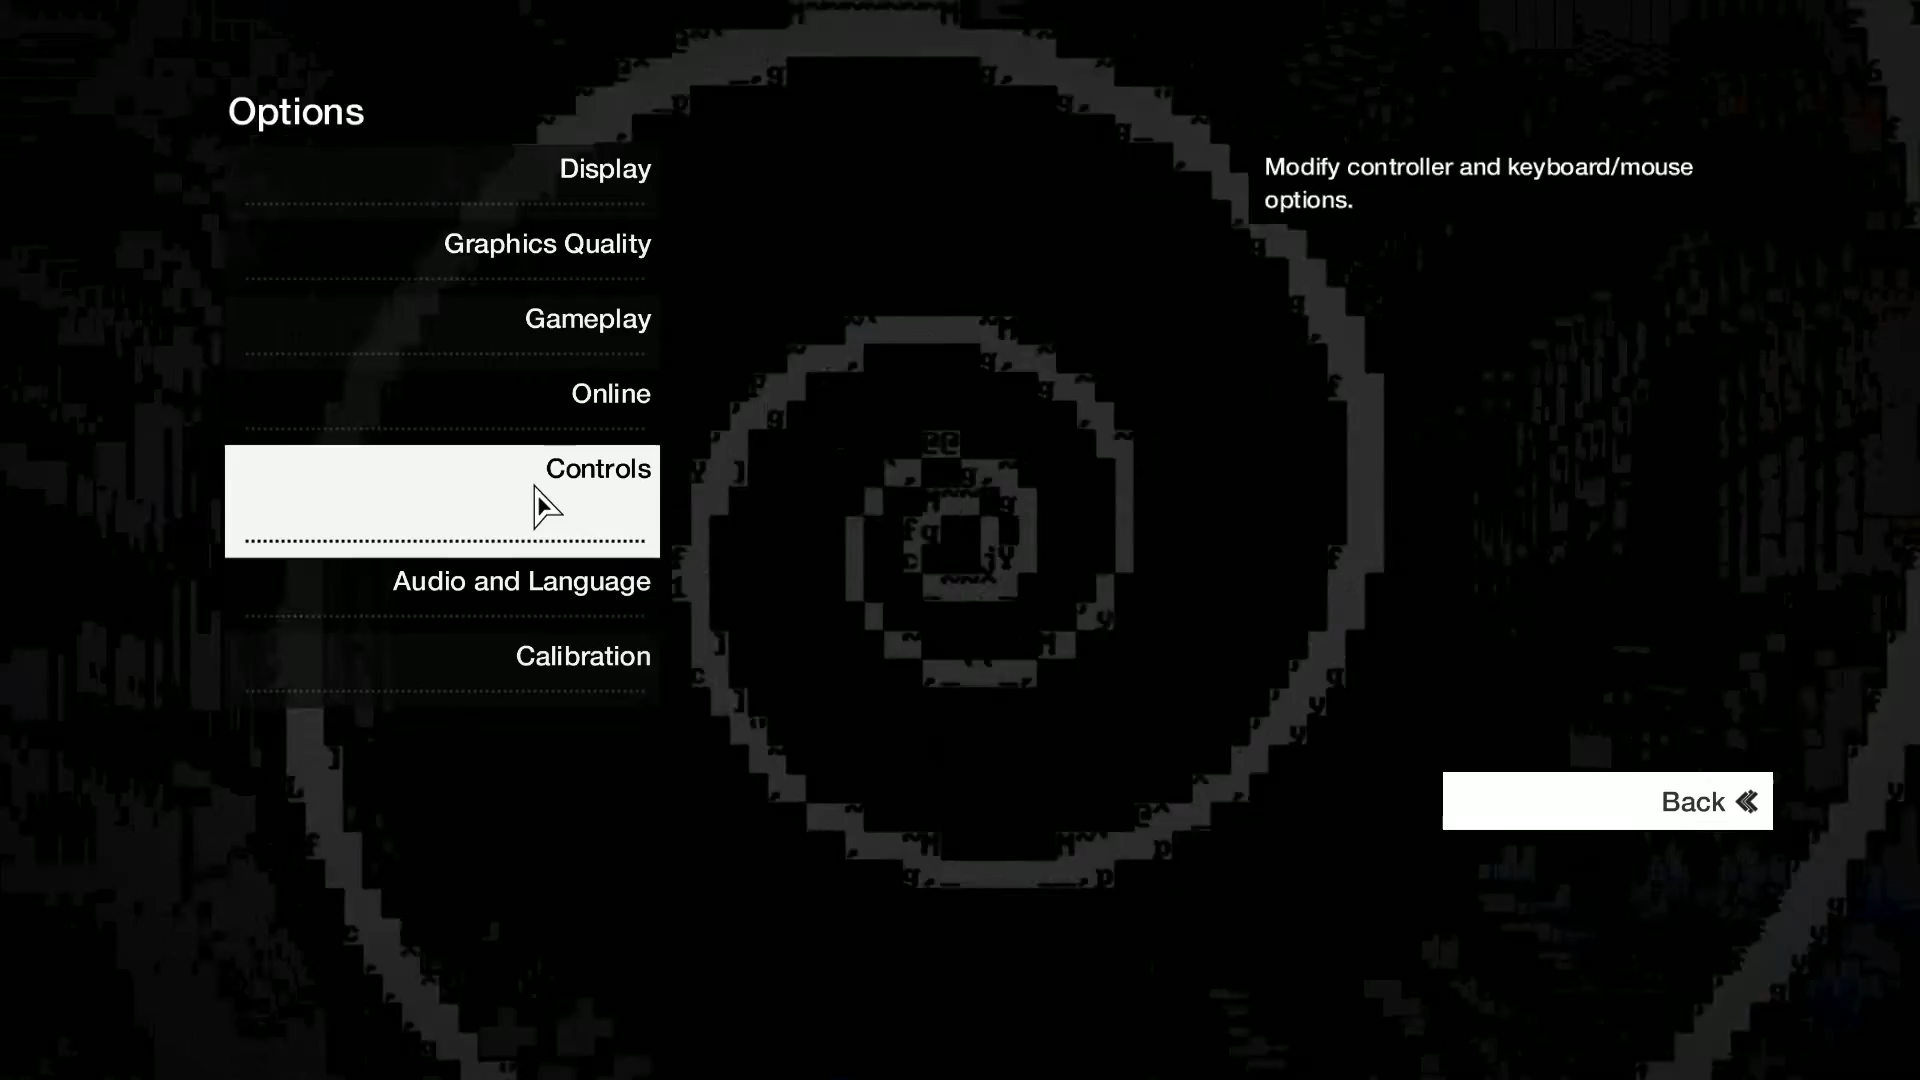 Options
Display
Graphics Quality
Gameplay
Online
Controls
Audio and Language
Calibration
Modify controller and keyboard/mouse
options.
Back